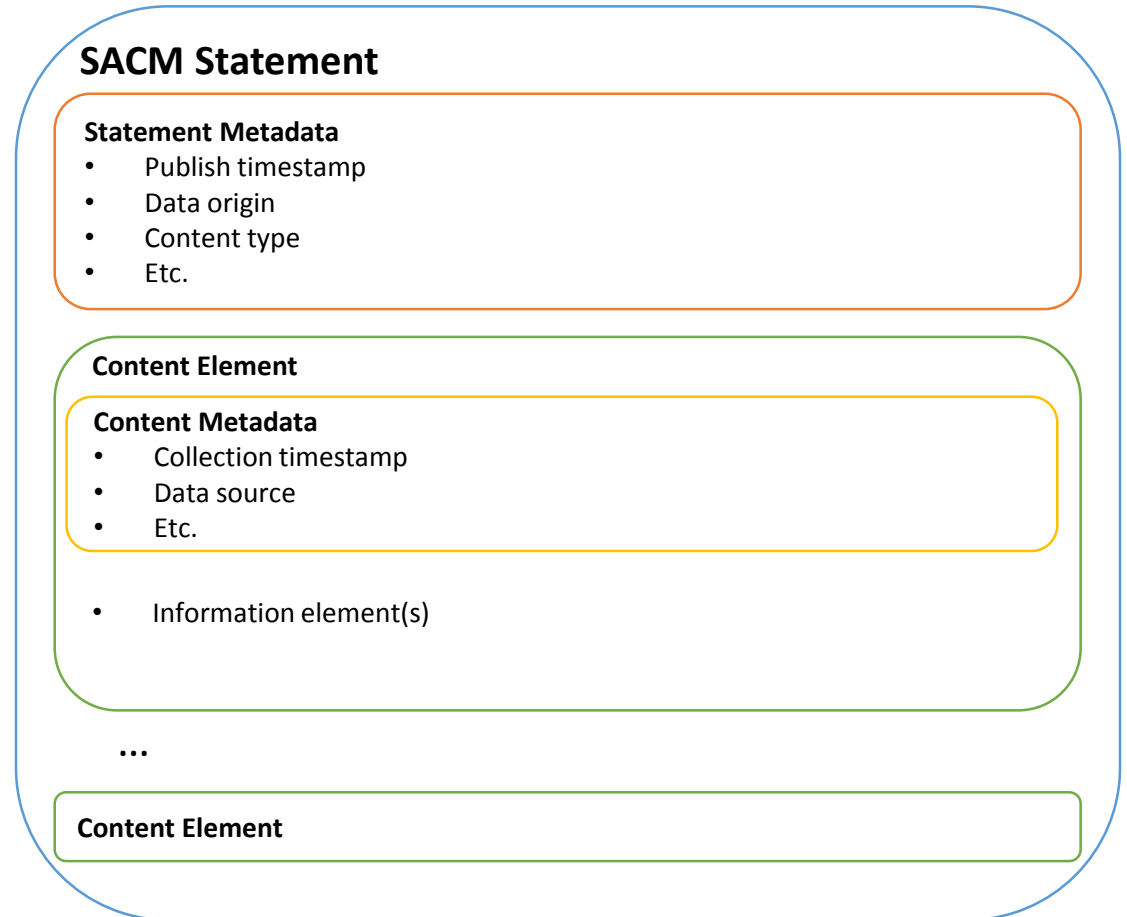 SACM Statement
Statement Metadata
• Publish timestamp
• Data origin
• Content type
• Etc.
Content Element
Content Metadata
• Collection timestamp
• Data source
• Etc.
• Information element(s)
...
Content Element